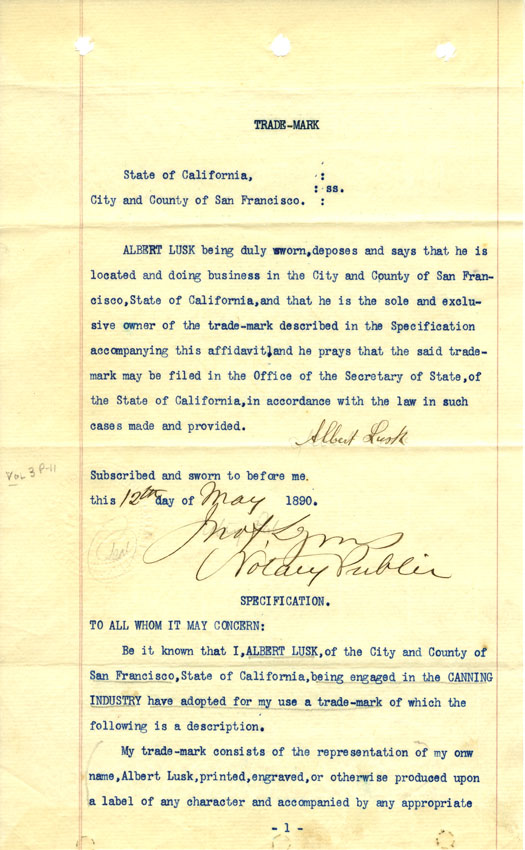 TRADE-MARK
State of California, :
: ss.
City and County of San Francisco. :
ALBERT LUSK being duly sworn,deposes and says that he is
located and doing business in the City and County of San Fran-
cisco,State of California,and that he is the sole and exclu-
sive owner of the trade-mark described in the Specification
accompanying this affidavit,and he prays that the said trade-
mark may be filed in the Office of the Secretary of State,of
the State of California,in accordance with the law in such
cases made and provided.
Albert Lusk
Vol 3 P-11
Subscribed and sworn to before me,
this 12th day of May 1890.
Seal
Notary Public
SPECIFICATION.
TO ALL WHOM IT MAY CONCERN:
Be it known that I,ALBERT LUSK,of the City and County of
San Francisco,State of California,being engaged in the CANNING
INDUSTRY have adopted for my use a trade-mark of which the
following is a description.
My trade-mark consists of the representation of my onw
name,Albert Lusk,printed,engraved,or otherwise produced upon
a label of any character and accompanied by any appropriate
- 1 -